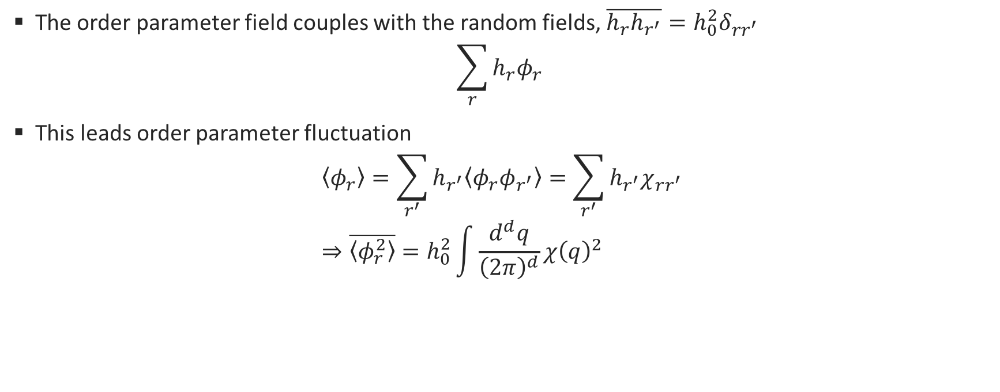 ▪ The order parameter field couples with the random fields, $\overline{h_r h_{r'}} = h_0^2 \delta_{rr'}$
$\sum_r h_r \phi_r$
▪ This leads order parameter fluctuation
$\langle \phi_r \rangle = \sum_{r'} h_{r'} \langle \phi_r \phi_{r'} \rangle = \sum_{r'} h_{r'} \chi_{rr'}$
$\Rightarrow \overline{\langle \phi_r^2 \rangle} = h_0^2 \int \frac{d^d q}{(2\pi)^d} \chi(q)^2$